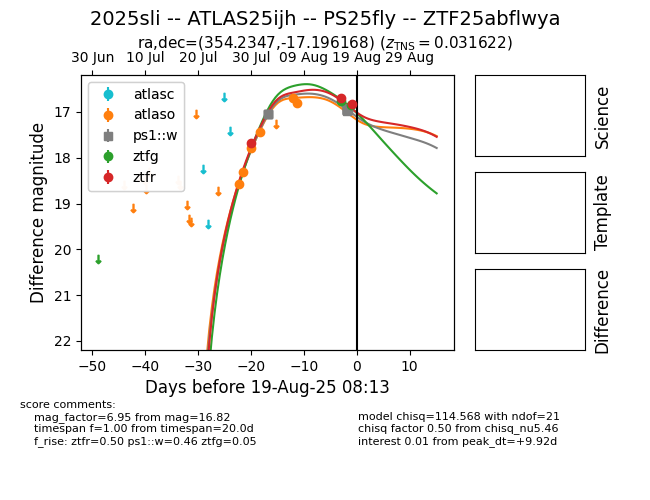 2025sli -- ATLAS25ijh -- PS25fly -- ZTF25abflwya
ra,dec=(354.2347,-17.196168) (zTNS = 0.031622)
30 Jun 10 Jul 20 Jul 30 Jul 09 Aug 19 Aug 29 Aug
atlasc
atlaso
ps1::w
ztfg
ztfr
17
18
19
20
21
22
Difference magnitude
−50 −40 −30 −20 −10 0 10
Days before 19-Aug-25 08:13
Science
Template
Difference
score comments:
mag_factor=6.95 from mag=16.82
timespan f=1.00 from timespan=20.0d
f_rise: ztfr=0.50 ps1::w=0.46 ztfg=0.05
model chisq=114.568 with ndof=21
chisq factor 0.50 from chisq_nu5.46
interest 0.01 from peak_dt=+9.92d